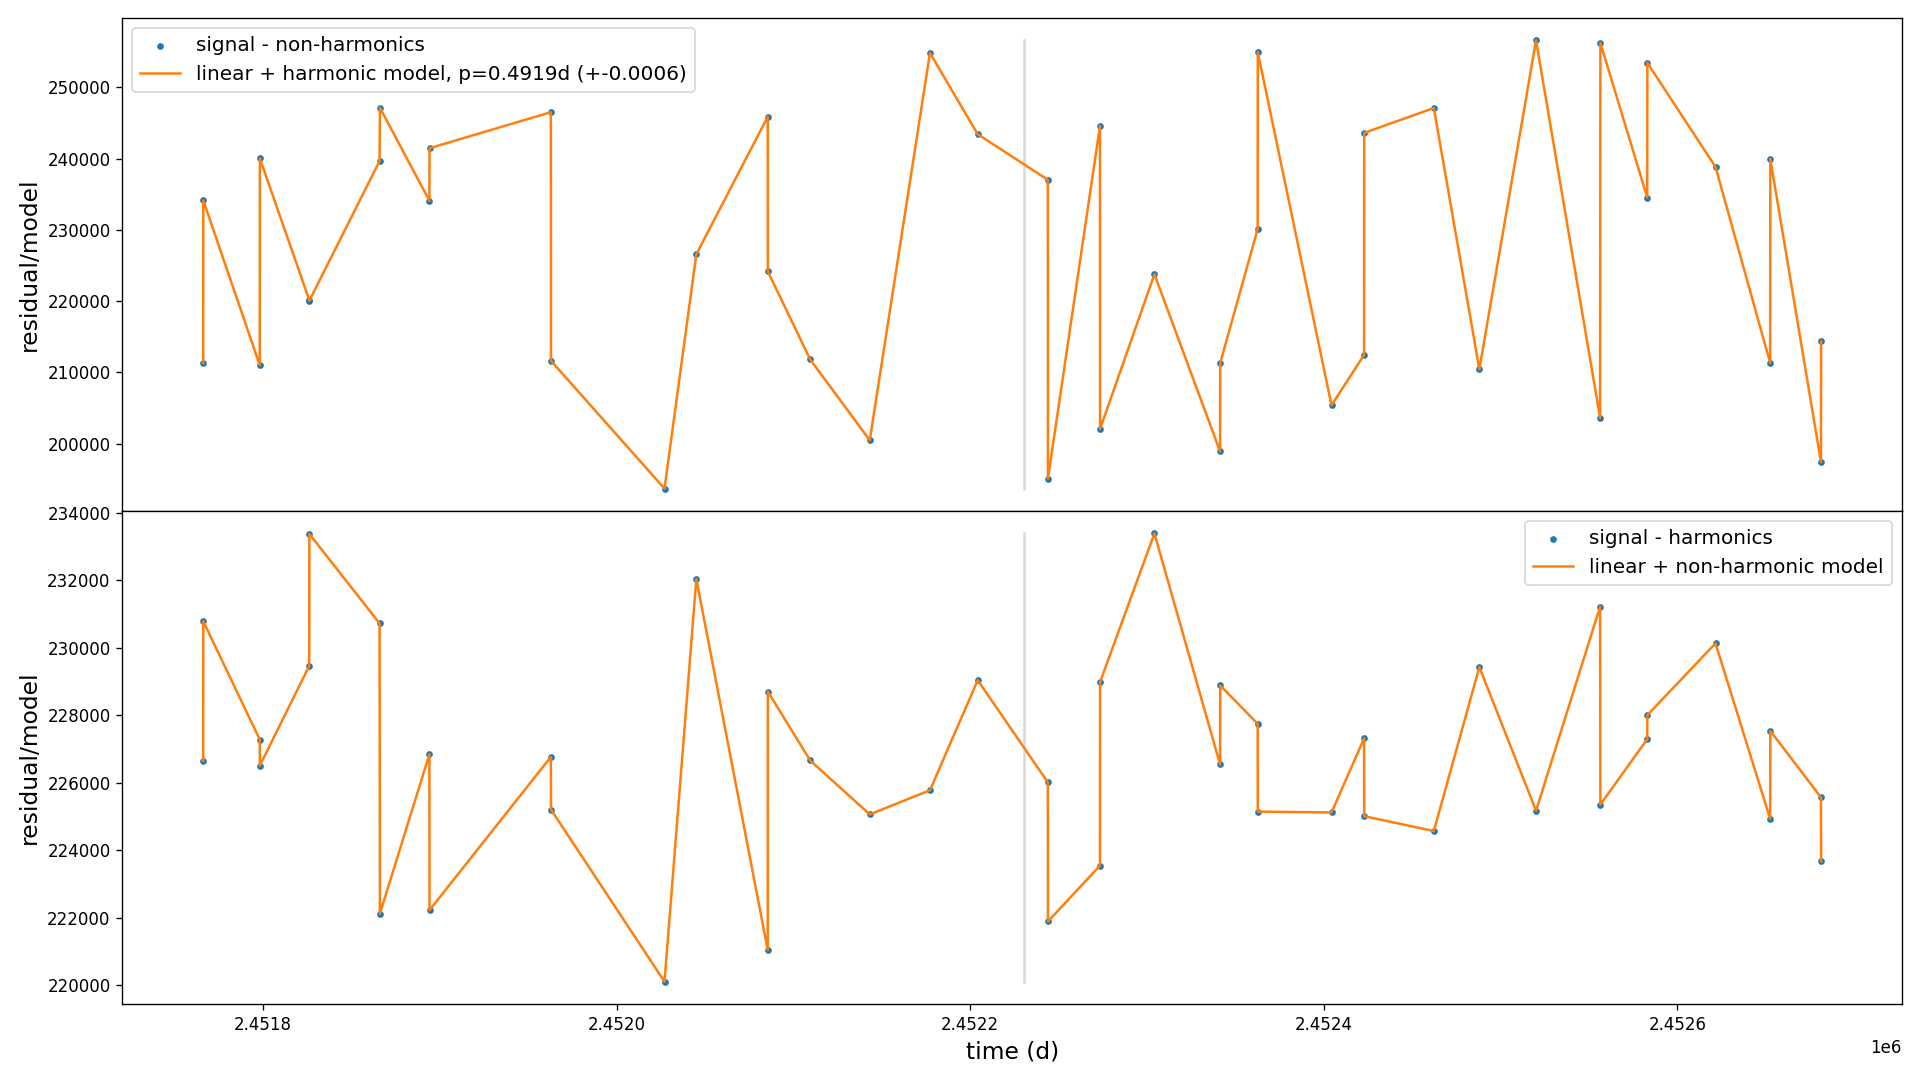 signal - non-harmonics
linear + harmonic model, p=0.4919d (+-0.0006)
250000
240000
230000
220000
210000
200000
residual/model
signal - harmonics
linear + non-harmonic model
234000
232000
230000
228000
226000
224000
222000
220000
residual/model
2.4518
2.4520
2.4522
2.4524
2.4526
1e6
time (d)